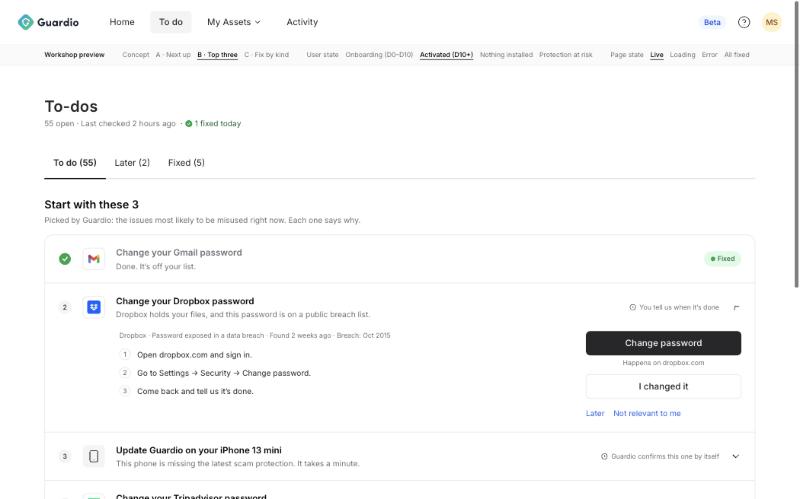 Guardio
Home
To do
My Assets
Activity
Beta
MS
Workshop preview
Concept
A · Next up
B · Top three
C · Fix by kind
User state
Onboarding (D0–D10)
Activated (D10+)
Nothing installed
Protection at risk
Page state
Live
Loading
Error
All fixed
To-dos
55 open · Last checked 2 hours ago · 1 fixed today
To do (55)
Later (2)
Fixed (5)
Start with these 3
Picked by Guardio: the issues most likely to be misused right now. Each one says why.
Change your Gmail password
Done. It's off your list.
Fixed
2
Change your Dropbox password
Dropbox holds your files, and this password is on a public breach list.
You tell us when it's done
Dropbox · Password exposed in a data breach · Found 2 weeks ago · Breach: Oct 2015
1 Open dropbox.com and sign in.
2 Go to Settings → Security → Change password.
3 Come back and tell us it's done.
Change password
Happens on dropbox.com
I changed it
Later
Not relevant to me
3
Update Guardio on your iPhone 13 mini
This phone is missing the latest scam protection. It takes a minute.
Guardio confirms this one by itself
Change your Tripadvisor password